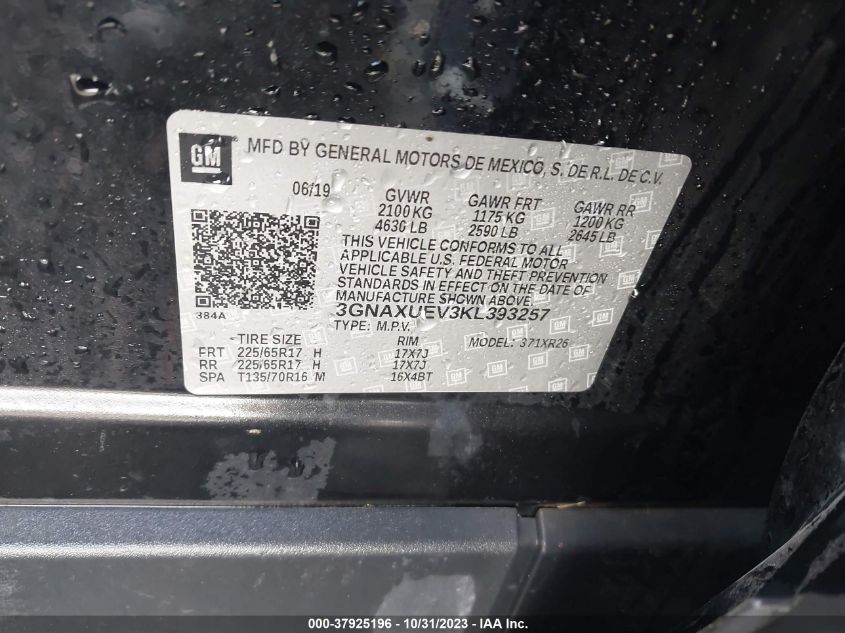 GM
MFD BY GENERAL MOTORS DE MEXICO, S. DE R.L. DE C.V.
06/19
GVWR GAWR FRT GAWR RR
2100 KG 1175 KG 1200 KG
4630 LB 2590 LB 2645 LB
THIS VEHICLE CONFORMS TO ALL
APPLICABLE U.S. FEDERAL MOTOR
VEHICLE SAFETY AND THEFT PREVENTION
STANDARDS IN EFFECT ON THE DATE OF
MANUFACTURE SHOWN ABOVE.
384A
3GNAXUEV3KL393257
TYPE: M.P.V.
TIRE SIZE RIM MODEL: 371XR26
FRT 225/65R17 H 17X7J
RR 225/65R17 H 17X7J
SPA T135/70R16 M 16X4BT
000-37925196 - 10/31/2023 - IAA Inc.